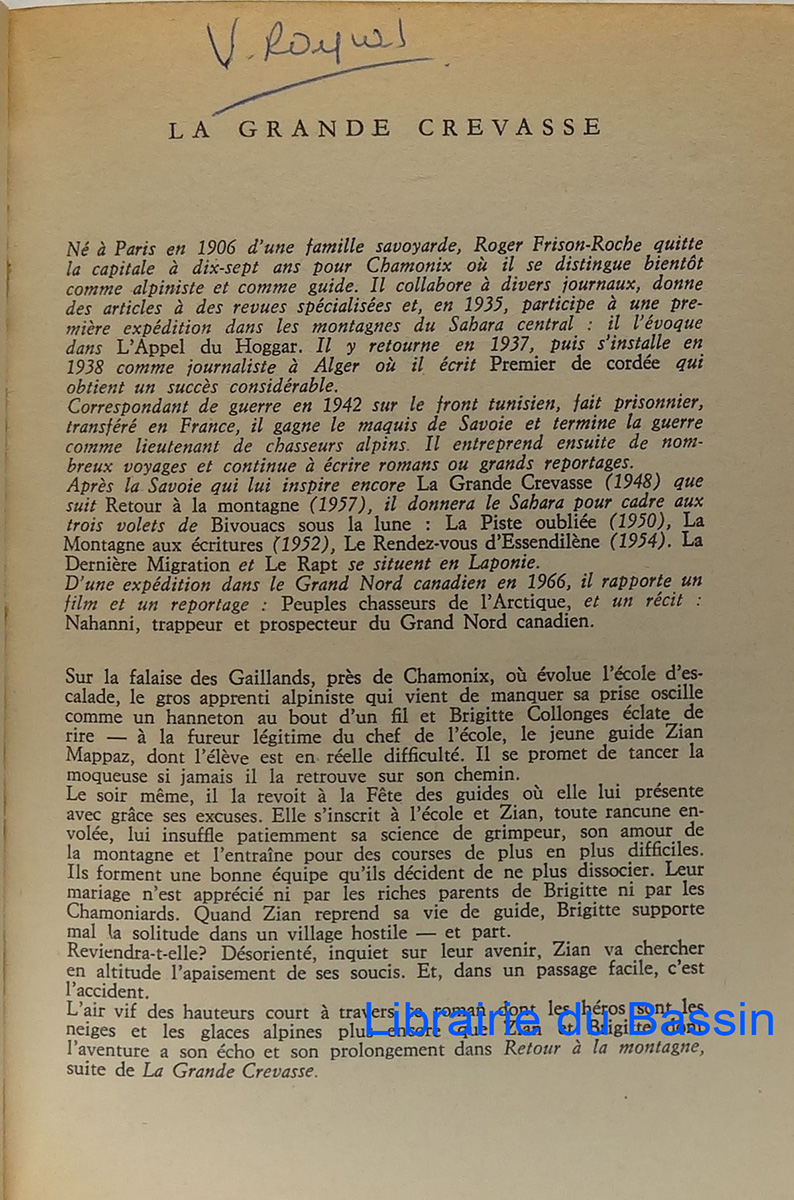 V. Roques
LA GRANDE CREVASSE
Né à Paris en 1906 d'une famille savoyarde, Roger Frison-Roche quitte
la capitale à dix-sept ans pour Chamonix où il se distingue bientôt
comme alpiniste et comme guide. Il collabore à divers journaux, donne
des articles à des revues spécialisées et, en 1935, participe à une pre-
mière expédition dans les montagnes du Sahara central : il l'évoque
dans L'Appel du Hoggar. Il y retourne en 1937, puis s'installe en
1938 comme journaliste à Alger où il écrit Premier de cordée qui
obtient un succès considérable.
Correspondant de guerre en 1942 sur le front tunisien, fait prisonnier,
transféré en France, il gagne le maquis de Savoie et termine la guerre
comme lieutenant de chasseurs alpins. Il entreprend ensuite de nom-
breux voyages et continue à écrire romans ou grands reportages.
Après la Savoie qui lui inspire encore La Grande Crevasse (1948) que
suit Retour à la montagne (1957), il donnera le Sahara pour cadre aux
trois volets de Bivouacs sous la lune : La Piste oubliée (1950), La
Montagne aux écritures (1952), Le Rendez-vous d'Essendilène (1954). La
Dernière Migration et Le Rapt se situent en Laponie.
D'une expédition dans le Grand Nord canadien en 1966, il rapporte un
film et un reportage : Peuples chasseurs de l'Arctique, et un récit :
Nahanni, trappeur et prospecteur du Grand Nord canadien.
Sur la falaise des Gaillands, près de Chamonix, où évolue l'école d'es-
calade, le gros apprenti alpiniste qui vient de manquer sa prise oscille
comme un hanneton au bout d'un fil et Brigitte Collonges éclate de
rire — à la fureur légitime du chef de l'école, le jeune guide Zian
Mappaz, dont l'élève est en réelle difficulté. Il se promet de tancer la
moqueuse si jamais il la retrouve sur son chemin.
Le soir même, il la revoit à la Fête des guides où elle lui présente
avec grâce ses excuses. Elle s'inscrit à l'école et Zian, toute rancune en-
volée, lui insuffle patiemment sa science de grimpeur, son amour de
la montagne et l'entraîne pour des courses de plus en plus difficiles.
Ils forment une bonne équipe qu'ils décident de ne plus dissocier. Leur
mariage n'est apprécié ni par les riches parents de Brigitte ni par les
Chamoniards. Quand Zian reprend sa vie de guide, Brigitte supporte
mal la solitude dans un village hostile — et part.
Reviendra-t-elle? Désorienté, inquiet sur leur avenir, Zian va chercher
en altitude l'apaisement de ses soucis. Et, dans un passage facile, c'est
l'accident.
L'air vif des hauteurs court à travers ce roman dont les héros sont les
neiges et les glaces alpines plus encore que Zian et Brigitte dont
l'aventure a son écho et son prolongement dans Retour à la montagne,
suite de La Grande Crevasse.
Librairie du Bassin